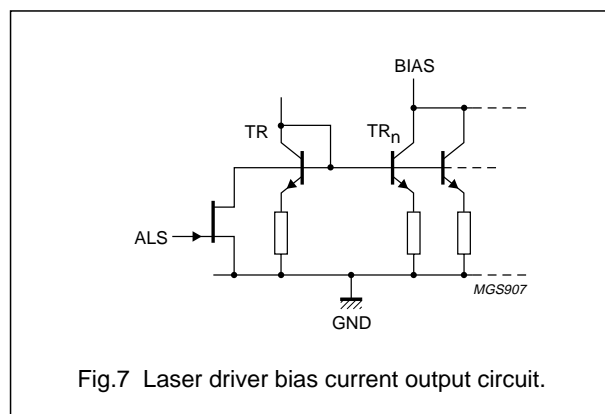 BIAS
TR
TRn
ALS
MGS907
GND
Fig.7 Laser driver bias current output circuit.